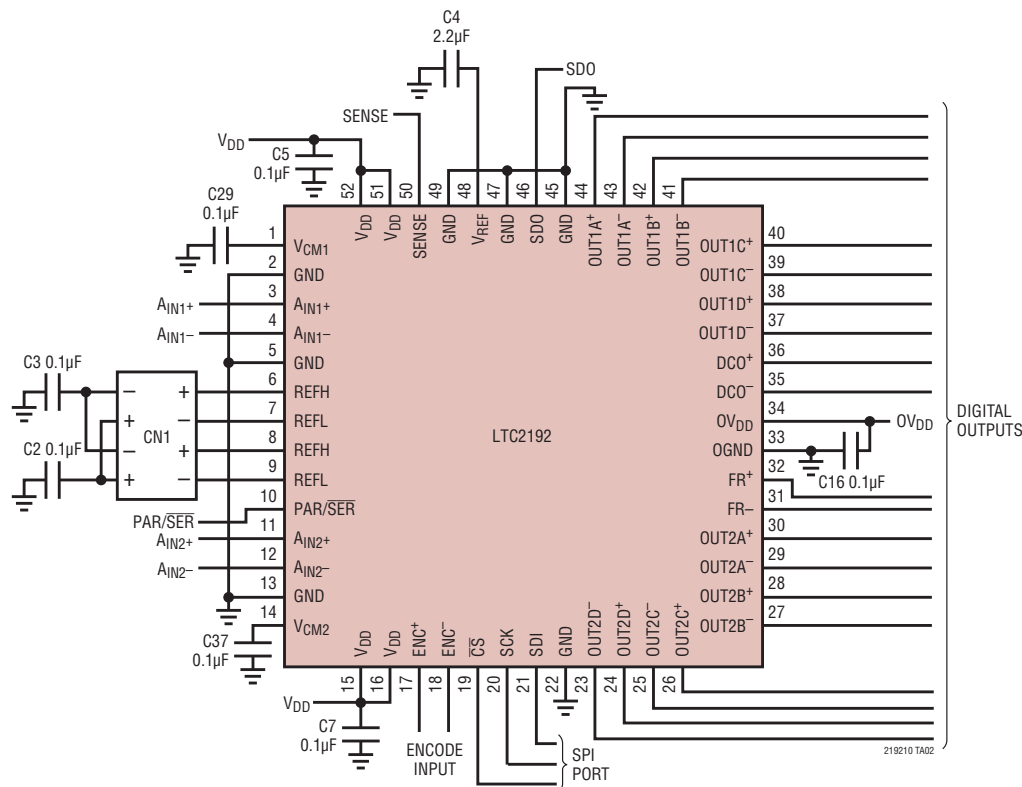 C4
2.2µF
SDO
SENSE
VDD
C5
0.1µF
C29
0.1µF
52
51
50
49
48
47
46
45
44
43
42
41
VDD
VDD
SENSE
GND
VREF
GND
SDO
GND
OUT1A+
OUT1A–
OUT1B+
OUT1B–
1
VCM1
2
GND
3
AIN1+
AIN1+
4
AIN1–
AIN1–
5
GND
C3 0.1µF
6
REFH
7
REFL
8
REFH
9
REFL
– +
+ –
– +
+ –
CN1
C2 0.1µF
10
PAR/SER
PAR/SER
11
AIN2+
AIN2+
12
AIN2–
AIN2–
13
GND
14
VCM2
C37
0.1µF
LTC2192
OUT1C+
40
OUT1C–
39
OUT1D+
38
OUT1D–
37
DCO+
36
DCO–
35
OVDD
34
OVDD
OGND
33
C16 0.1µF
FR+
32
FR–
31
OUT2A+
30
OUT2A–
29
OUT2B+
28
OUT2B–
27
DIGITAL
OUTPUTS
VDD
VDD
ENC+
ENC–
CS
SCK
SDI
GND
OUT2D–
OUT2D+
OUT2C–
OUT2C+
15
16
17
18
19
20
21
22
23
24
25
26
VDD
C7
0.1µF
ENCODE
INPUT
SPI
PORT
219210 TA02